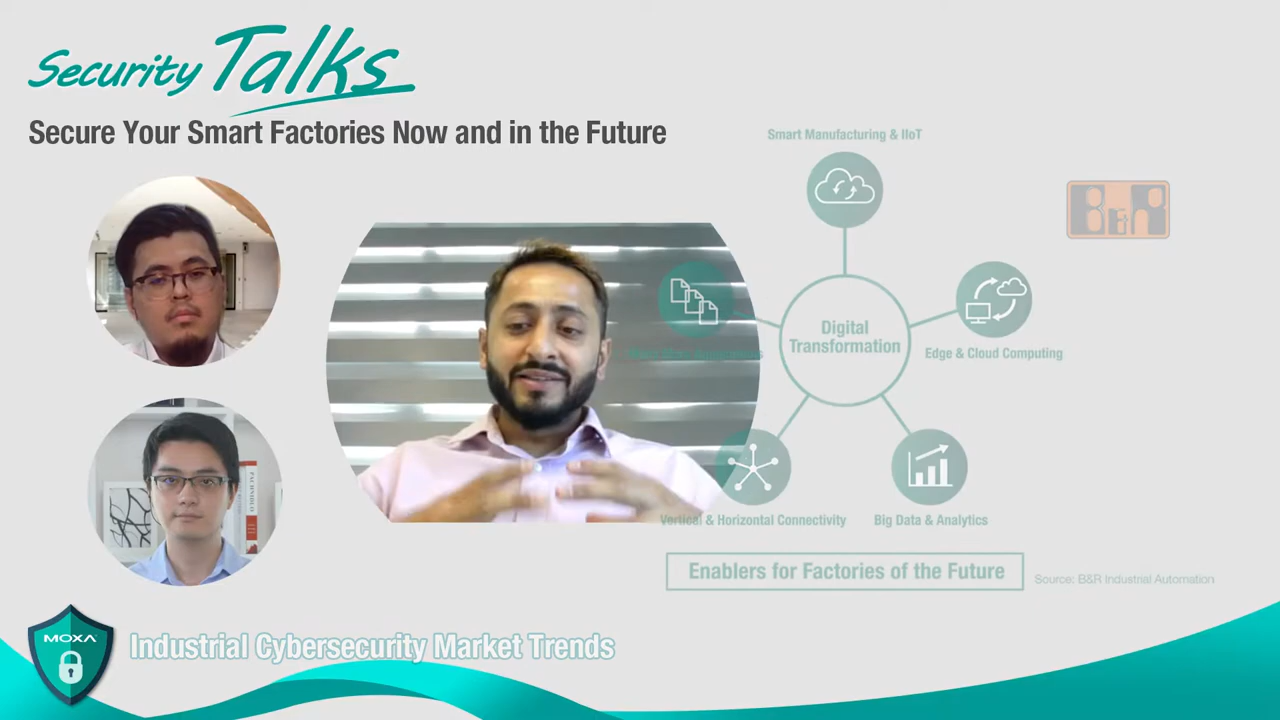 Security Talks
Secure Your Smart Factories Now and in the Future
Smart Manufacturing & IIoT
B&R
Digital
Transformation
Edge & Cloud Computing
Vertical & Horizontal Connectivity
Big Data & Analytics
Enablers for Factories of the Future
Source: B&R Industrial Automation
MOXA
Industrial Cybersecurity Market Trends